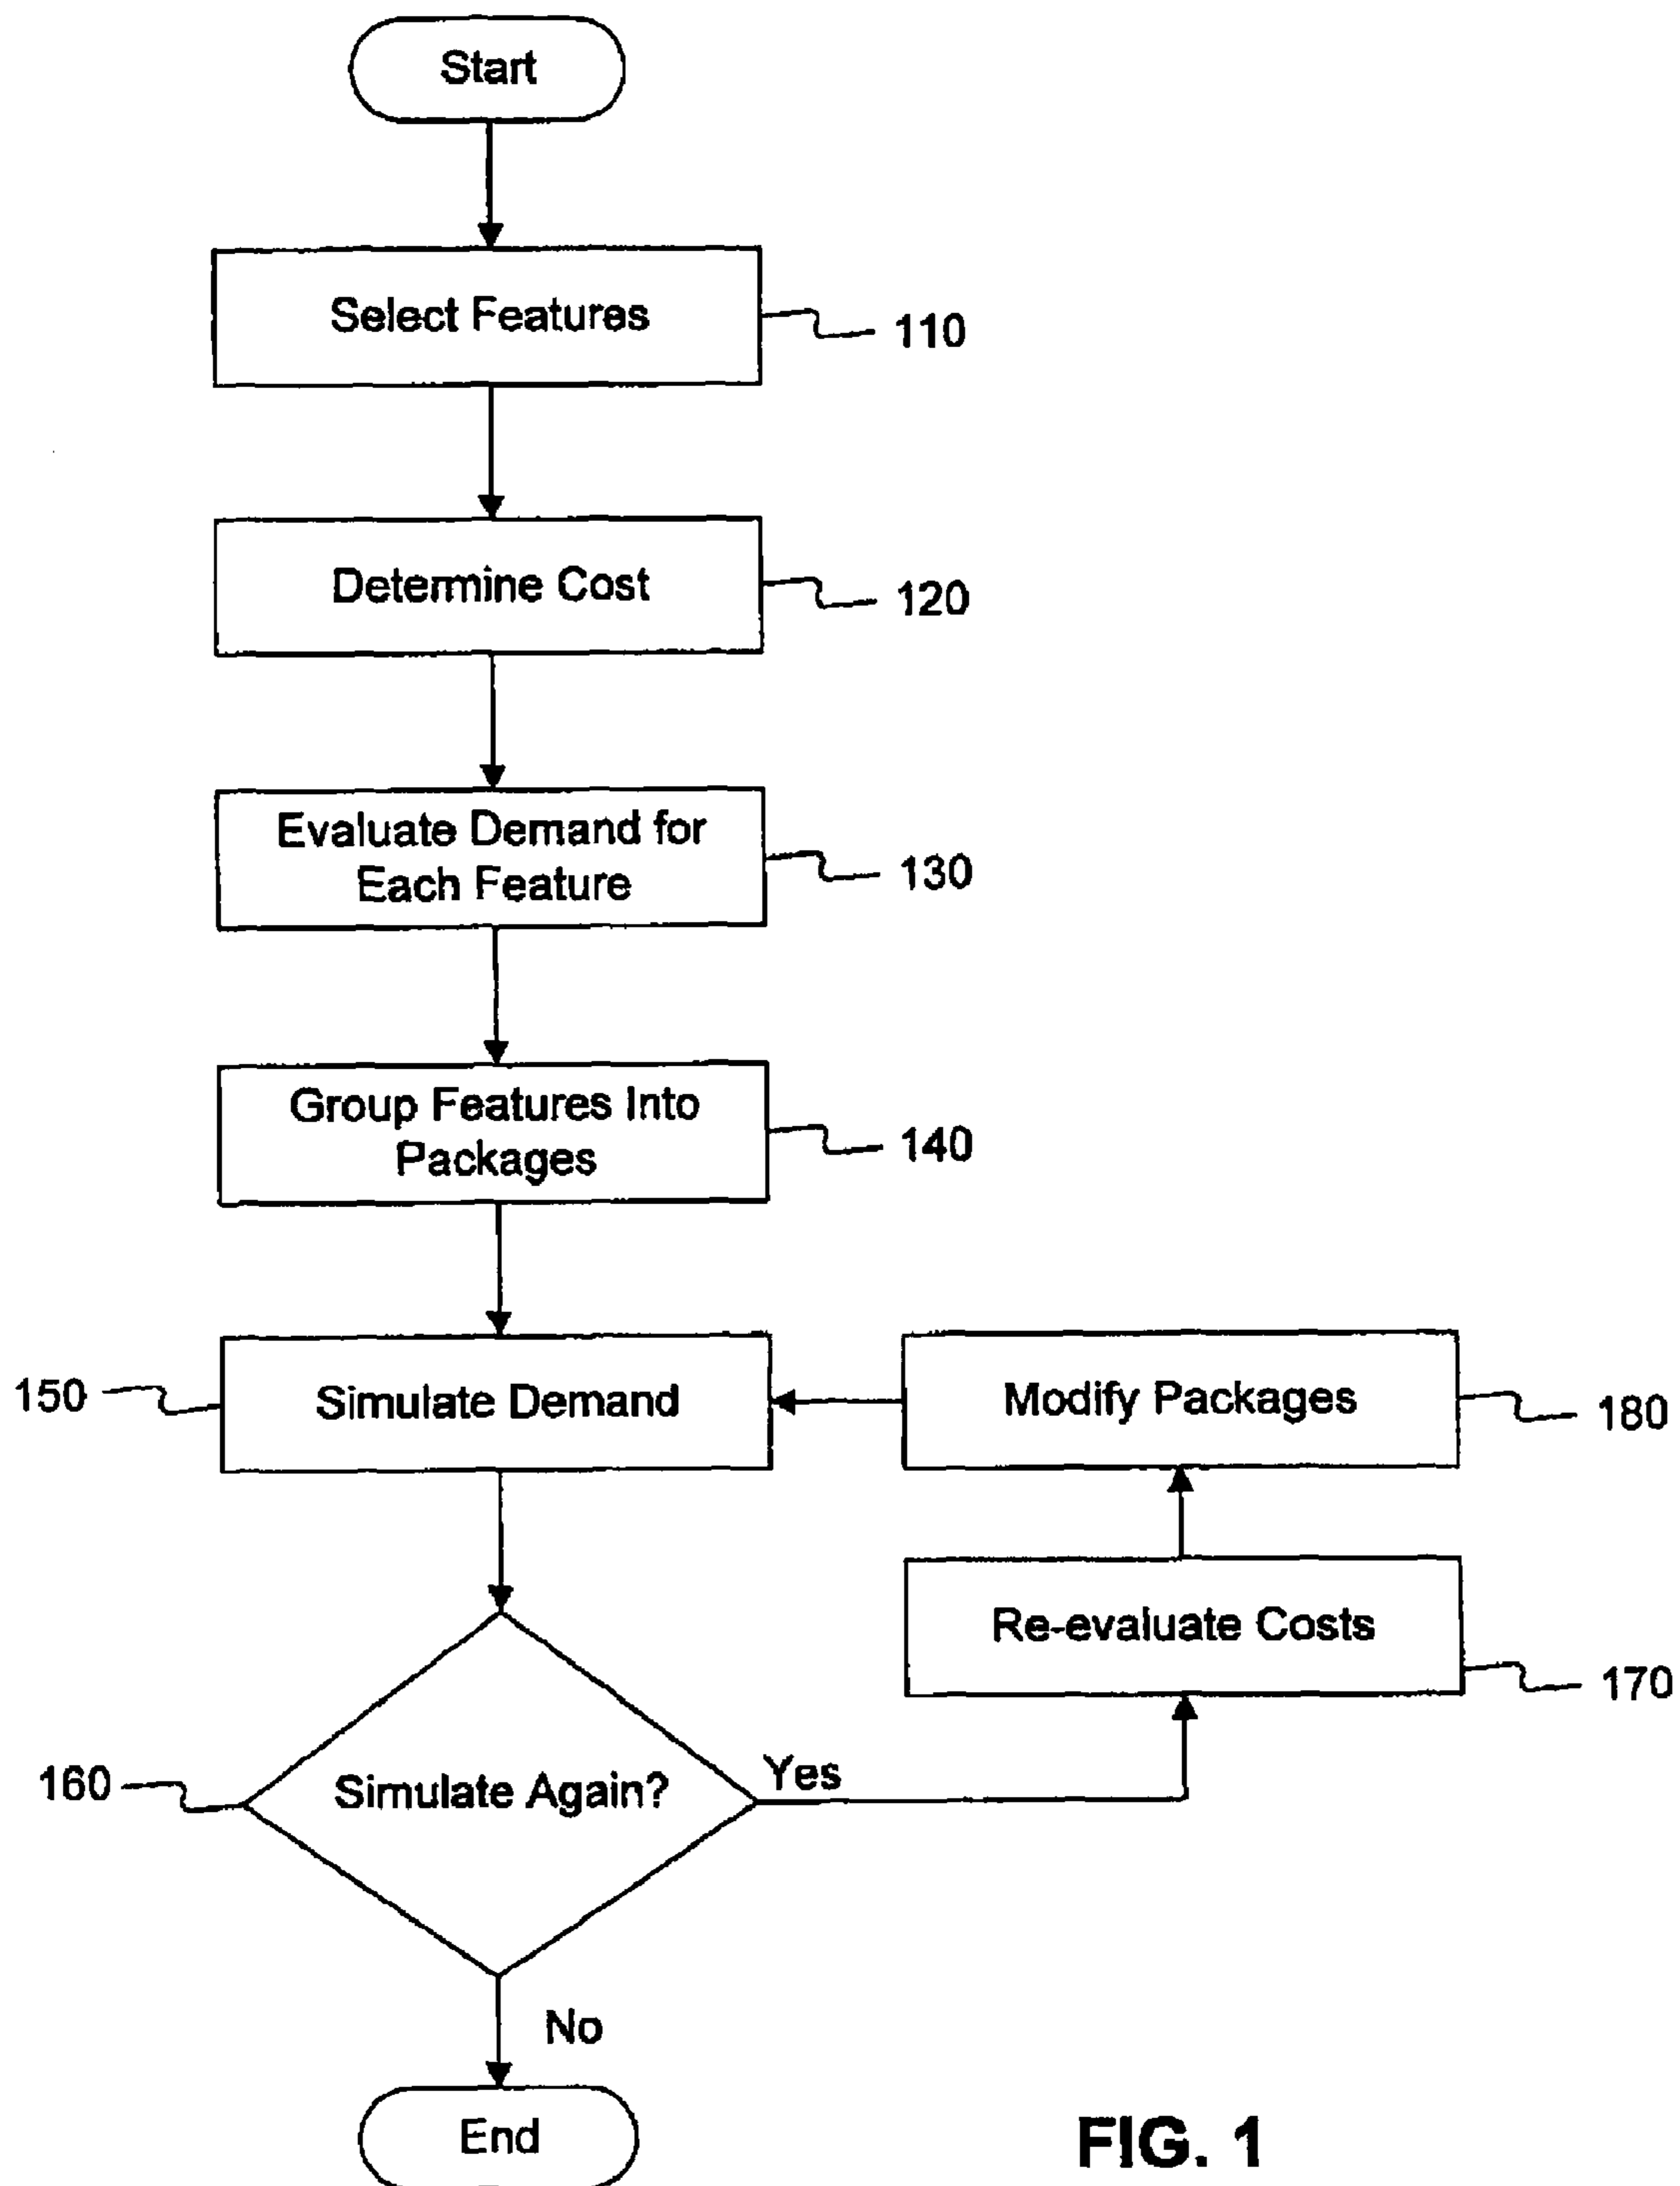 Start
Select Features
110
Determine Cost
120
Evaluate Demand for
Each Feature
130
Group Features Into
Packages
140
150
Simulate Demand
Modify Packages
180
Re-evaluate Costs
170
160
Simulate Again?
Yes
No
End
FIG. 1